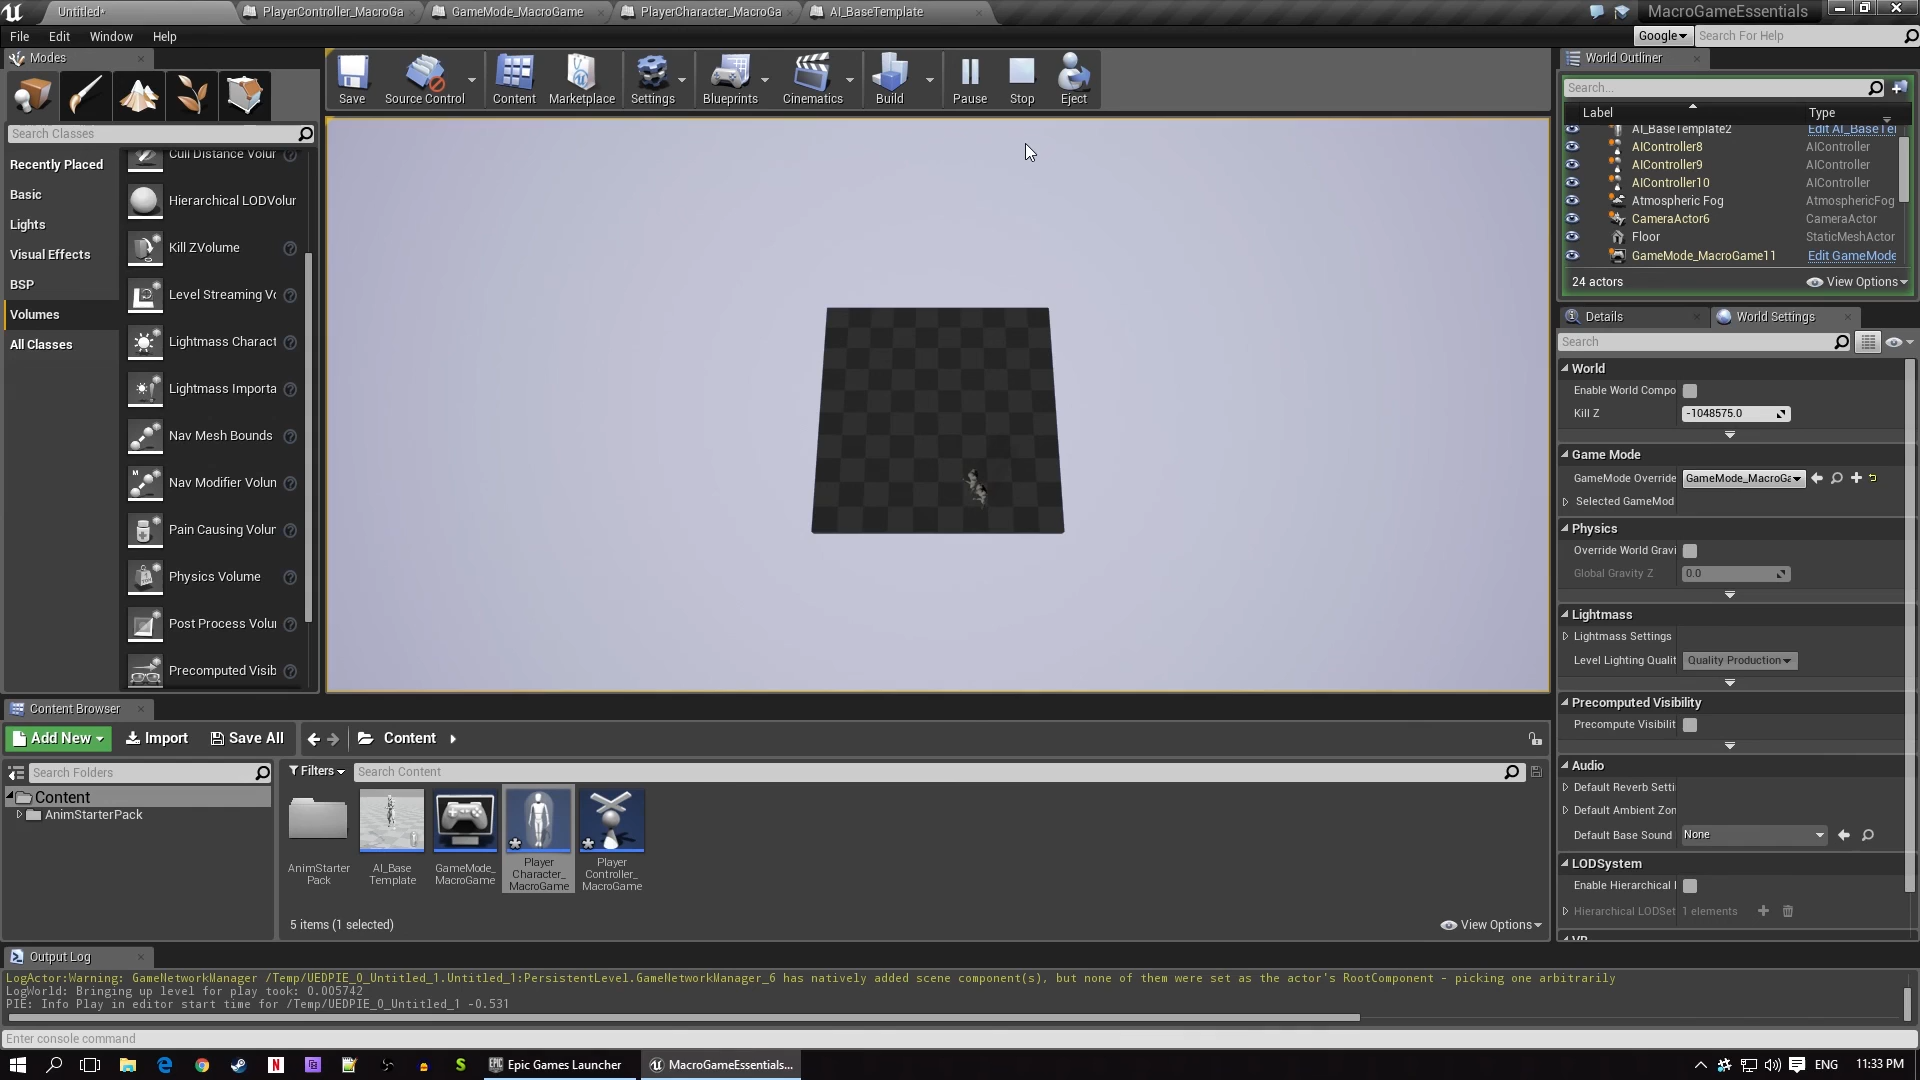 Untitled*
PlayerController_MacroGa
GameMode_MacroGame
PlayerCharacter_MacroGa
AI_BaseTemplate
MacroGameEssentials
File Edit Window Help
Google
Search For Help
Modes
Save
Source Control
Content
Marketplace
Settings
Blueprints
Cinematics
Build
Pause
Stop
Eject
Search Classes
Recently Placed
Basic
Lights
Visual Effects
BSP
Volumes
All Classes
Cull Distance Volur
Hierarchical LODVolur
Kill ZVolume
Level Streaming Vc
Lightmass Charact
Lightmass Importa
Nav Mesh Bounds
Nav Modifier Volun
Pain Causing Volur
Physics Volume
Post Process Volur
Precomputed Visib
World Outliner
Search...
Label Type
AI_BaseTemplate2 Edit AI_BaseTel
AIController8 AIController
AIController9 AIController
AIController10 AIController
Atmospheric Fog AtmosphericFog
CameraActor6 CameraActor
Floor StaticMeshActor
GameMode_MacroGame11 Edit GameMode
24 actors
View Options
Details
World Settings
Search
World
Enable World Compo
Kill Z -1048575.0
Game Mode
GameMode Override GameMode_MacroGa
Selected GameMod
Physics
Override World Gravi
Global Gravity Z 0.0
Lightmass
Lightmass Settings
Level Lighting Qualit Quality Production
Precomputed Visibility
Precompute Visibilit
Audio
Default Reverb Setti
Default Ambient Zon
Default Base Sound None
LODSystem
Enable Hierarchical I
Hierarchical LODSet 1 elements
VR
Content Browser
Add New
Import
Save All
Content
Search Folders
Filters
Search Content
Content
AnimStarterPack
AnimStarter
Pack
AI_Base
Template
GameMode_
MacroGame
Player
Character_
MacroGame
Player
Controller_
MacroGame
5 items (1 selected)
View Options
Output Log
LogActor:Warning: GameNetworkManager /Temp/UEDPIE_0_Untitled_1.Untitled_1:PersistentLevel.GameNetworkManager_6 has natively added scene component(s), but none of them were set as the actor's RootComponent - picking one arbitrarily
LogWorld: Bringing up level for play took: 0.005742
PIE: Info Play in editor start time for /Temp/UEDPIE_0_Untitled_1 -0.531
Enter console command
Epic Games Launcher
MacroGameEssentials...
ENG
11:33 PM